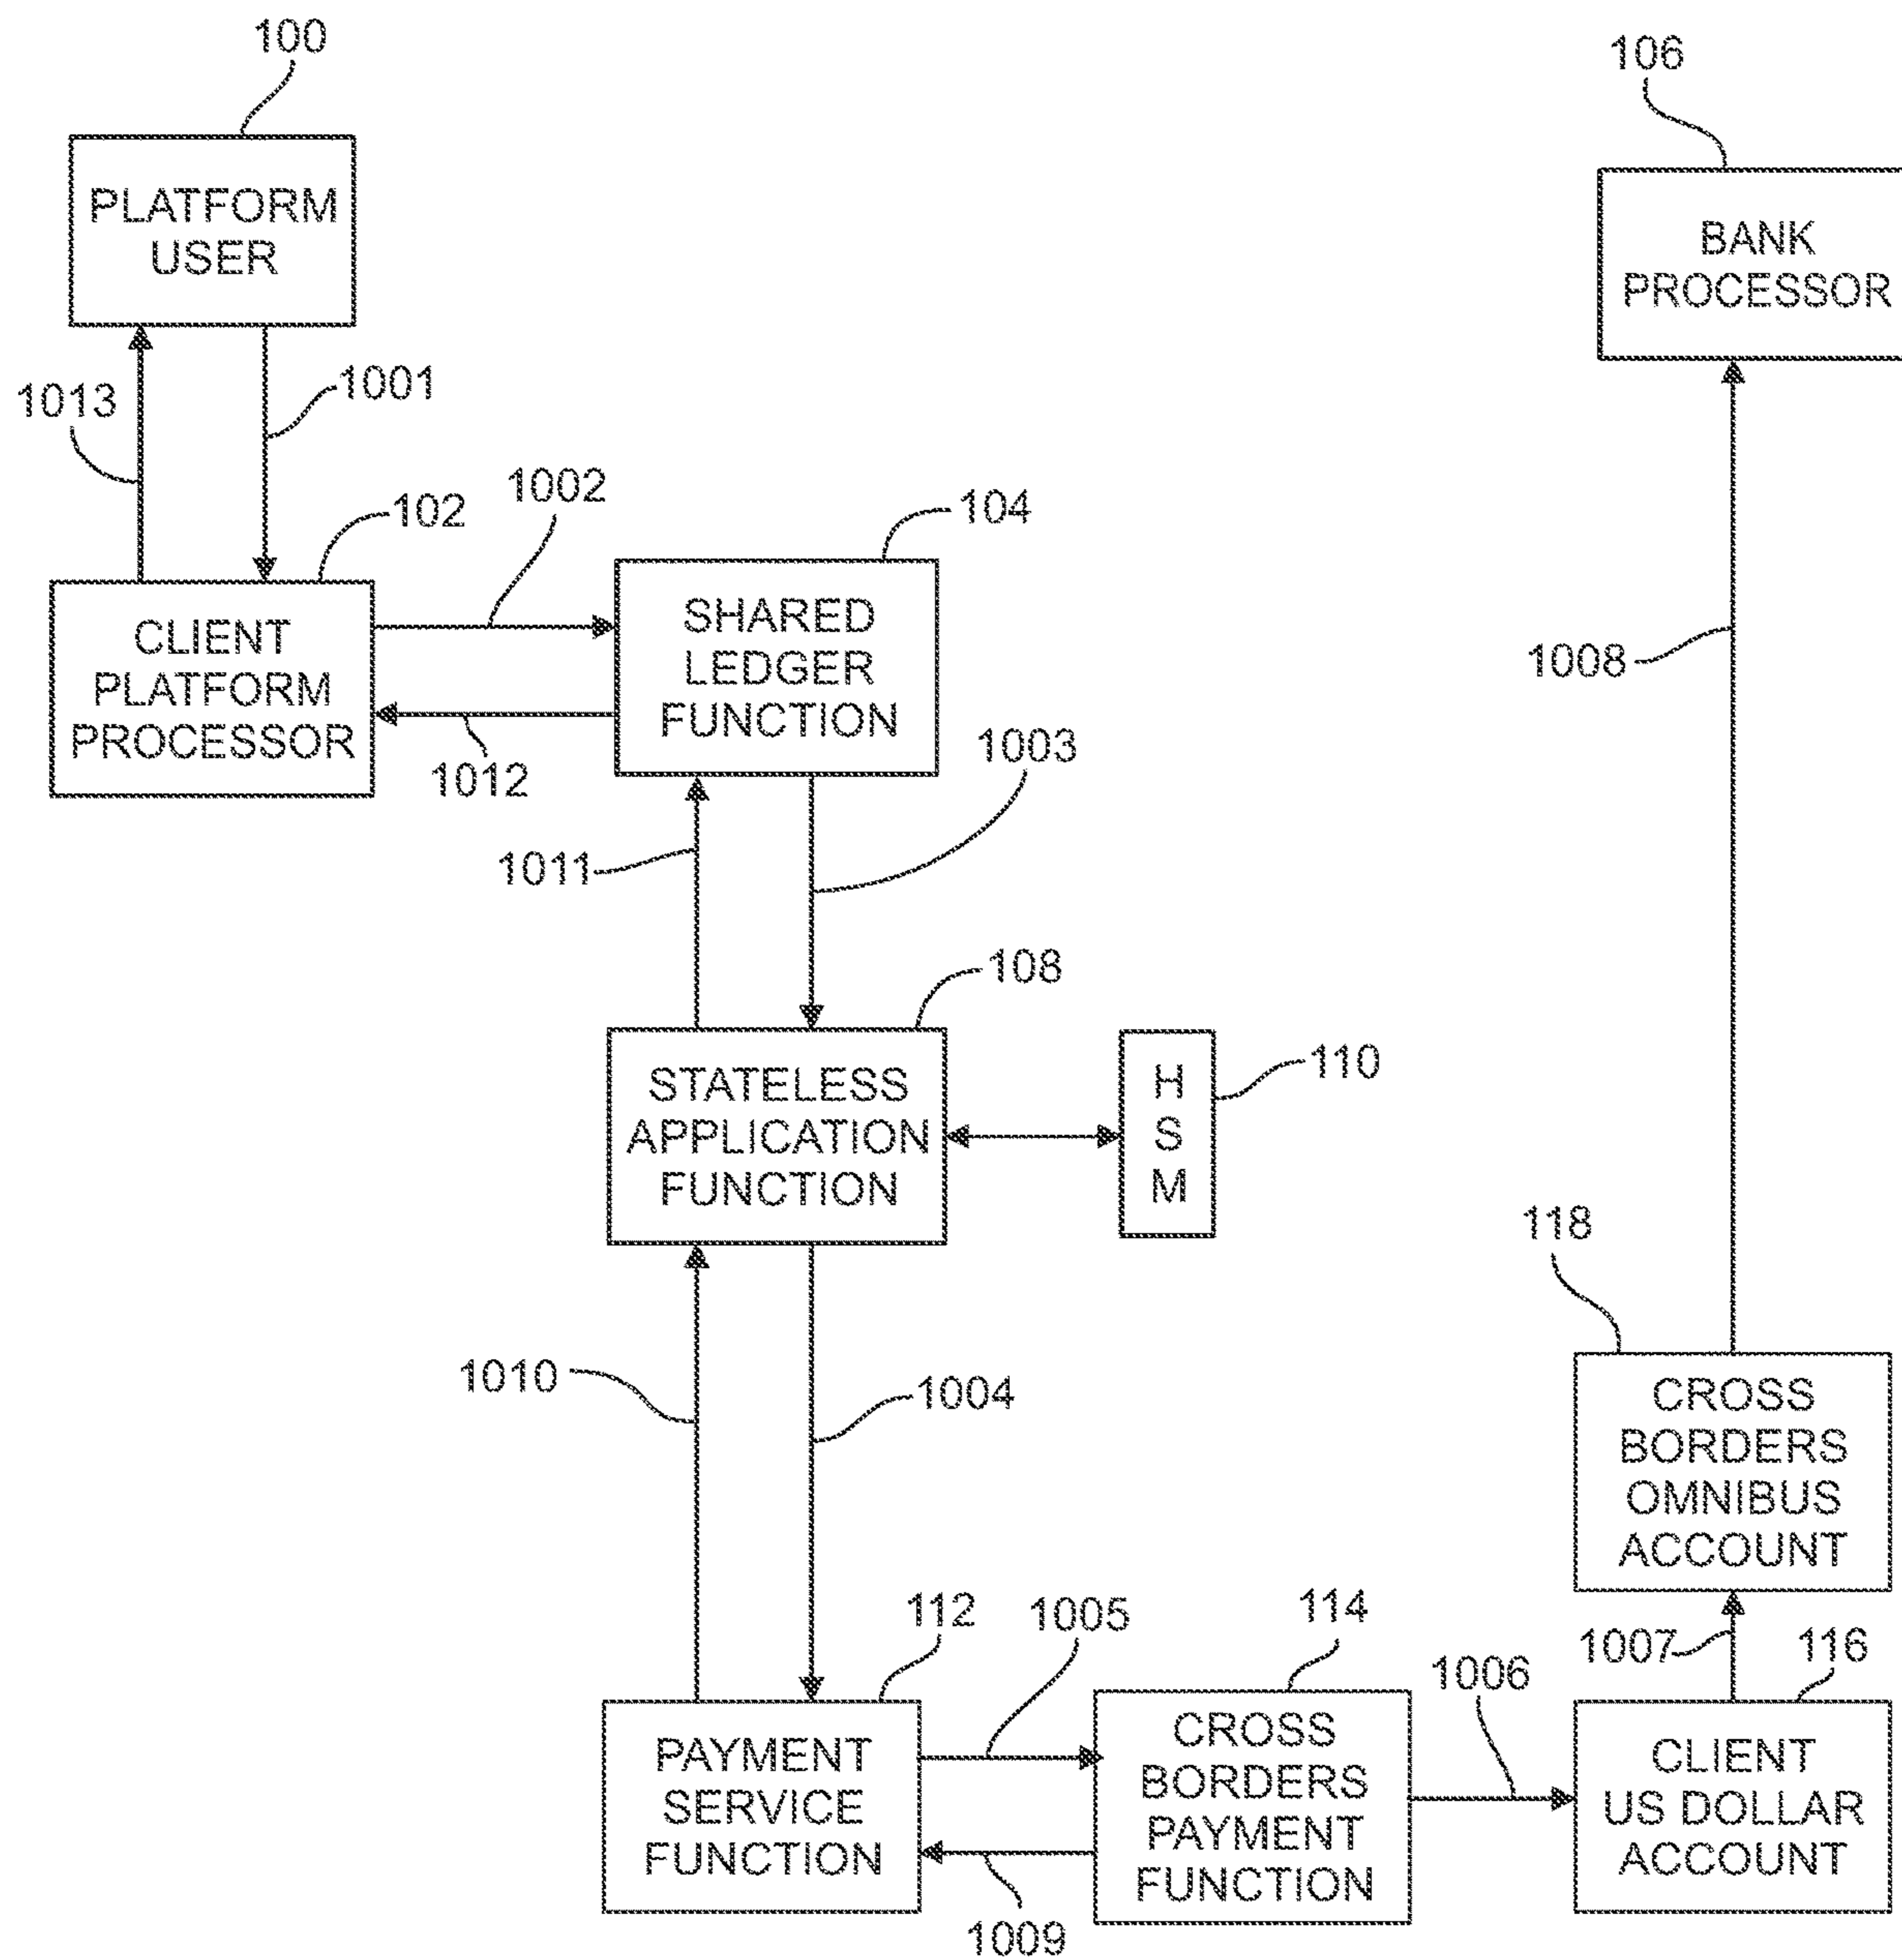 100
106
PLATFORM
USER
BANK
PROCESSOR
1013
1001
1002
102
104
CLIENT
PLATFORM
PROCESSOR
SHARED
LEDGER
FUNCTION
1008
1012
1003
1011
108
STATELESS
APPLICATION
FUNCTION
H
S
M
110
118
1010
1004
CROSS
BORDERS
OMNIBUS
ACCOUNT
112
1005
114
1007
116
1006
PAYMENT
SERVICE
FUNCTION
CROSS
BORDERS
PAYMENT
FUNCTION
CLIENT
US DOLLAR
ACCOUNT
1009